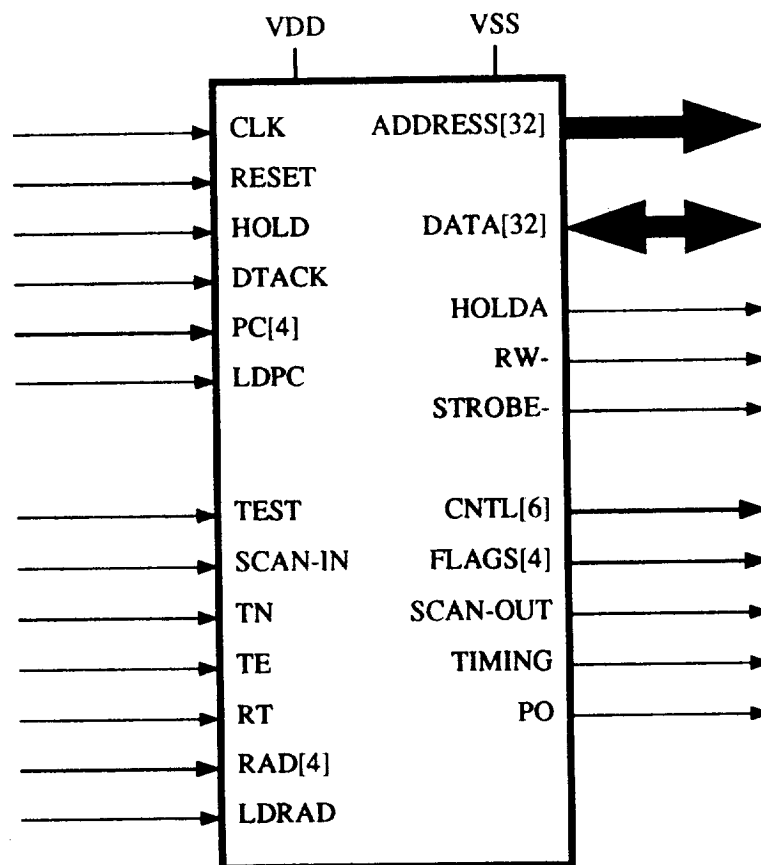 VDD VSS
CLK ADDRESS[32]
RESET
HOLD DATA[32]
DTACK
PC[4] HOLDA
LDPC RW-
STROBE-
TEST CNTL[6]
SCAN-IN FLAGS[4]
TN SCAN-OUT
TE TIMING
RT PO
RAD[4]
LDRAD